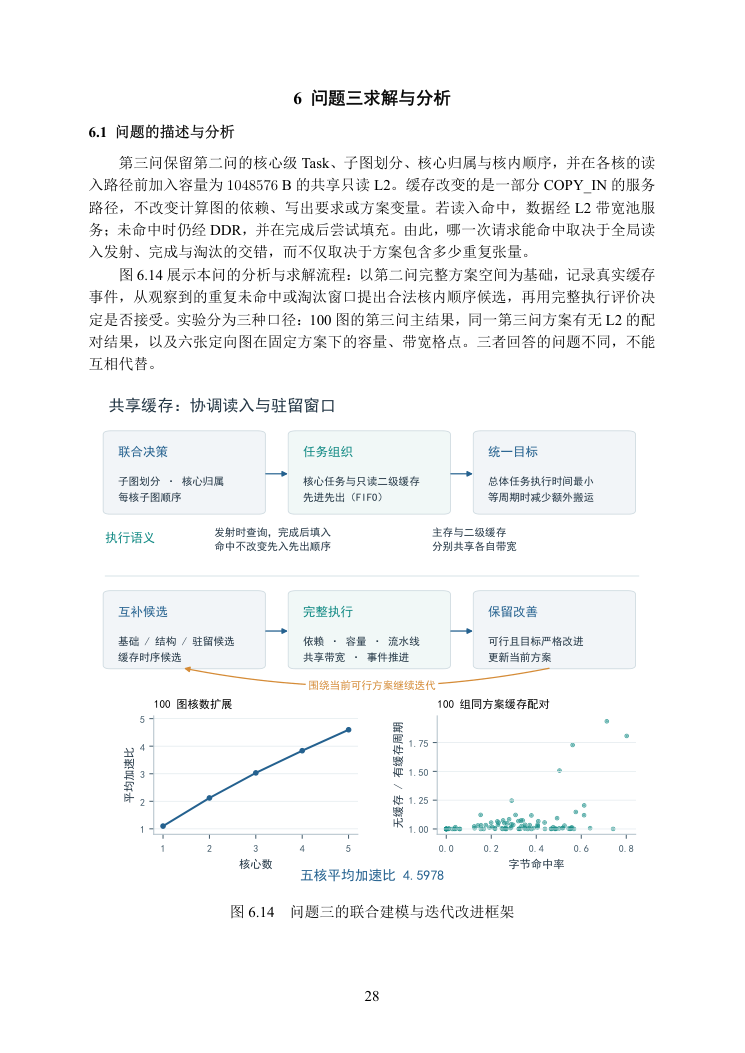 6 问题三求解与分析
6.1 问题的描述与分析
第三问保留第二问的核心级 Task、子图划分、核心归属与核内顺序，并在各核的读
入路径前加入容量为 1048576 B 的共享只读 L2。缓存改变的是一部分 COPY_IN 的服务
路径，不改变计算图的依赖、写出要求或方案变量。若读入命中，数据经 L2 带宽池服
务；未命中时仍经 DDR，并在完成后尝试填充。由此，哪一次请求能命中取决于全局读
入发射、完成与淘汰的交错，而不仅取决于方案包含多少重复张量。
图 6.14 展示本问的分析与求解流程：以第二问完整方案空间为基础，记录真实缓存
事件，从观察到的重复未命中或淘汰窗口提出合法核内顺序候选，再用完整执行评价决
定是否接受。实验分为三种口径：100 图的第三问主结果，同一第三问方案有无 L2 的配
对结果，以及六张定向图在固定方案下的容量、带宽格点。三者回答的问题不同，不能
互相代替。
共享缓存：协调读入与驻留窗口
联合决策
子图划分 · 核心归属
每核子图顺序
任务组织
核心任务与只读二级缓存
先进先出（FIFO）
统一目标
总体任务执行时间最小
等周期时减少额外搬运
执行语义
发射时查询，完成后填入
命中不改变先入先出顺序
主存与二级缓存
分别共享各自带宽
互补候选
基础 / 结构 / 驻留候选
缓存时序候选
完整执行
依赖 · 容量 · 流水线
共享带宽 · 事件推进
保留改善
可行且目标严格改进
更新当前方案
围绕当前可行方案继续迭代
100 图核数扩展
平均加速比
5
4
3
2
1
1 2 3 4 5
核心数
100 组同方案缓存配对
无缓存 / 有缓存周期
1.75
1.50
1.25
1.00
0.0 0.2 0.4 0.6 0.8
字节命中率
五核平均加速比 4.5978
图 6.14 问题三的联合建模与迭代改进框架
28